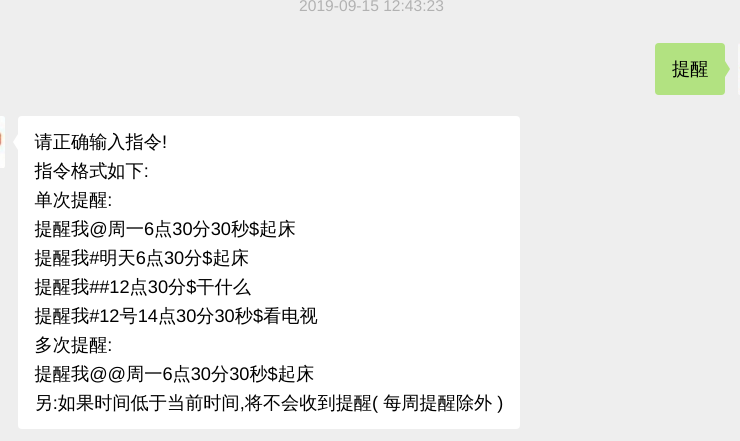 2019-09-15 12:43:23
提醒
请正确输入指令!
指令格式如下:
单次提醒:
提醒我@周一6点30分30秒$起床
提醒我#明天6点30分$起床
提醒我##12点30分$干什么
提醒我#12号14点30分30秒$看电视
多次提醒:
提醒我@@周一6点30分30秒$起床
另:如果时间低于当前时间,将不会收到提醒( 每周提醒除外 )